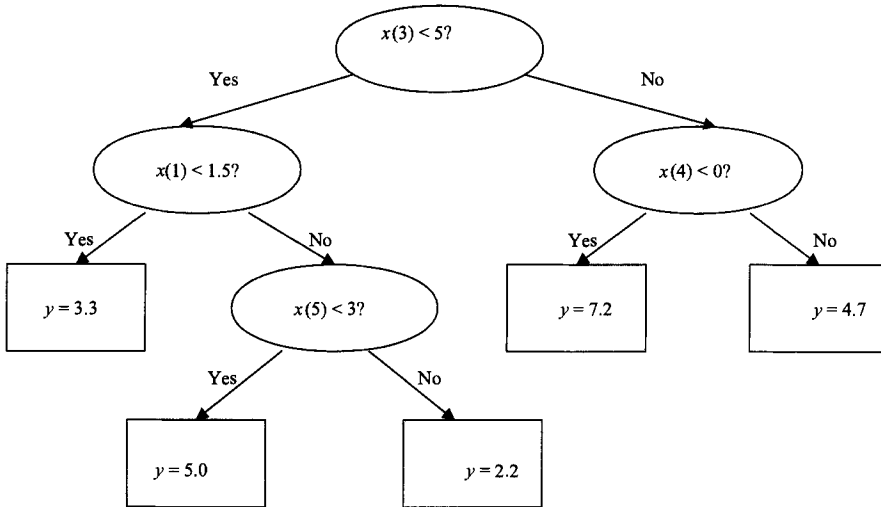 x(3) < 5?
Yes
No
x(1) < 1.5?
x(4) < 0?
Yes
No
Yes
No
y = 3.3
x(5) < 3?
y = 7.2
y = 4.7
Yes
No
y = 5.0
y = 2.2